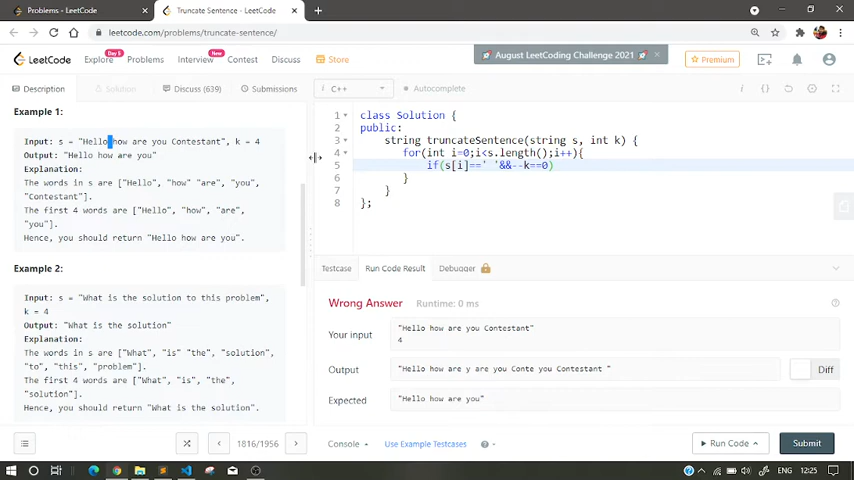 Problems - LeetCode
Truncate Sentence - LeetCode
leetcode.com/problems/truncate-sentence/
LeetCode
Explore
Day 5
Problems
Interview
New
Contest
Discuss
Store
August LeetCoding Challenge 2021
Premium
Description
Solution
Discuss (639)
Submissions
C++
Autocomplete
Example 1:
Input: s = "Hello how are you Contestant", k = 4
Output: "Hello how are you"
Explanation:
The words in s are ["Hello", "how" "are", "you",
"Contestant"].
The first 4 words are ["Hello", "how", "are",
"you"].
Hence, you should return "Hello how are you".
Example 2:
Input: s = "What is the solution to this problem",
k = 4
Output: "What is the solution"
Explanation:
The words in s are ["What", "is" "the", "solution",
"to", "this", "problem"].
The first 4 words are ["What", "is", "the",
"solution"].
Hence, you should return "What is the solution".
1 class Solution {
2 public:
3 string truncateSentence(string s, int k) {
4 for(int i=0;i<s.length();i++){
5 if(s[i]==' '&&--k==0)
6 }
7 }
8 };
Testcase
Run Code Result
Debugger
Wrong Answer
Runtime: 0 ms
Your input
"Hello how are you Contestant"
4
Output
"Hello how are y are you Conte you Contestant "
Diff
Expected
"Hello how are you"
1816/1956
Console
Use Example Testcases
Run Code
Submit
ENG
12:25